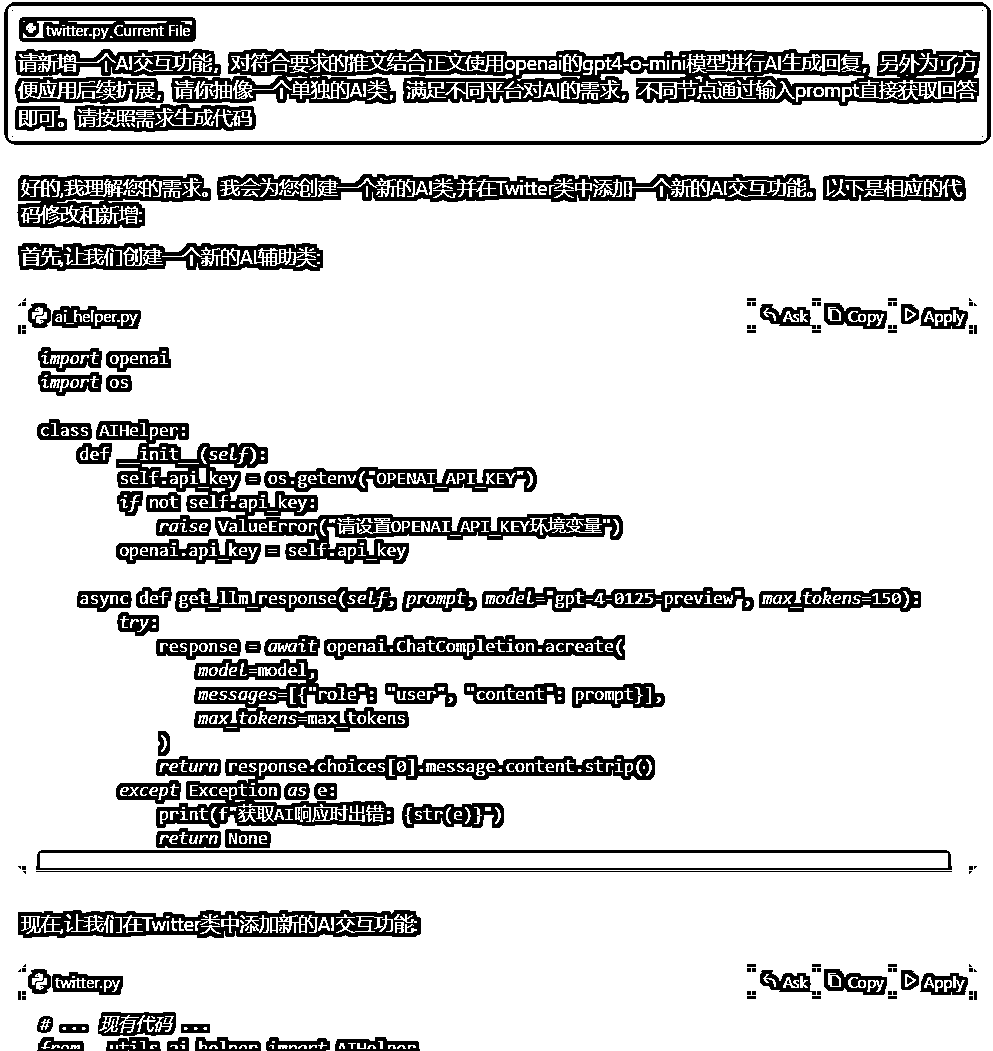 twitter.py Current File
请新增一个AI交互功能，对符合要求的推文结合正文使用openai的gpt4-o-mini模型进行AI生成回复，另外为了方
便应用后续扩展，请你抽像一个单独的AI类，满足不同平台对AI的需求，不同节点通过输入prompt直接获取回答
即可。请按照需求生成代码
好的,我理解您的需求。我会为您创建一个新的AI类,并在Twitter类中添加一个新的AI交互功能。以下是相应的代
码修改和新增:
首先,让我们创建一个新的AI辅助类:
ai_helper.py Ask Copy Apply
import openai
import os
class AIHelper:
def __init__(self):
self.api_key = os.getenv("OPENAI_API_KEY")
if not self.api_key:
raise ValueError("请设置OPENAI_API_KEY环境变量")
openai.api_key = self.api_key
async def get_llm_response(self, prompt, model="gpt-4-0125-preview", max_tokens=150):
try:
response = await openai.ChatCompletion.acreate(
model=model,
messages=[{"role": "user", "content": prompt}],
max_tokens=max_tokens
)
return response.choices[0].message.content.strip()
except Exception as e:
print(f"获取AI响应时出错: {str(e)}")
return None
现在,让我们在Twitter类中添加新的AI交互功能:
twitter.py Ask Copy Apply
# ... 现有代码 ...
from .utils.ai_helper import AIHelper